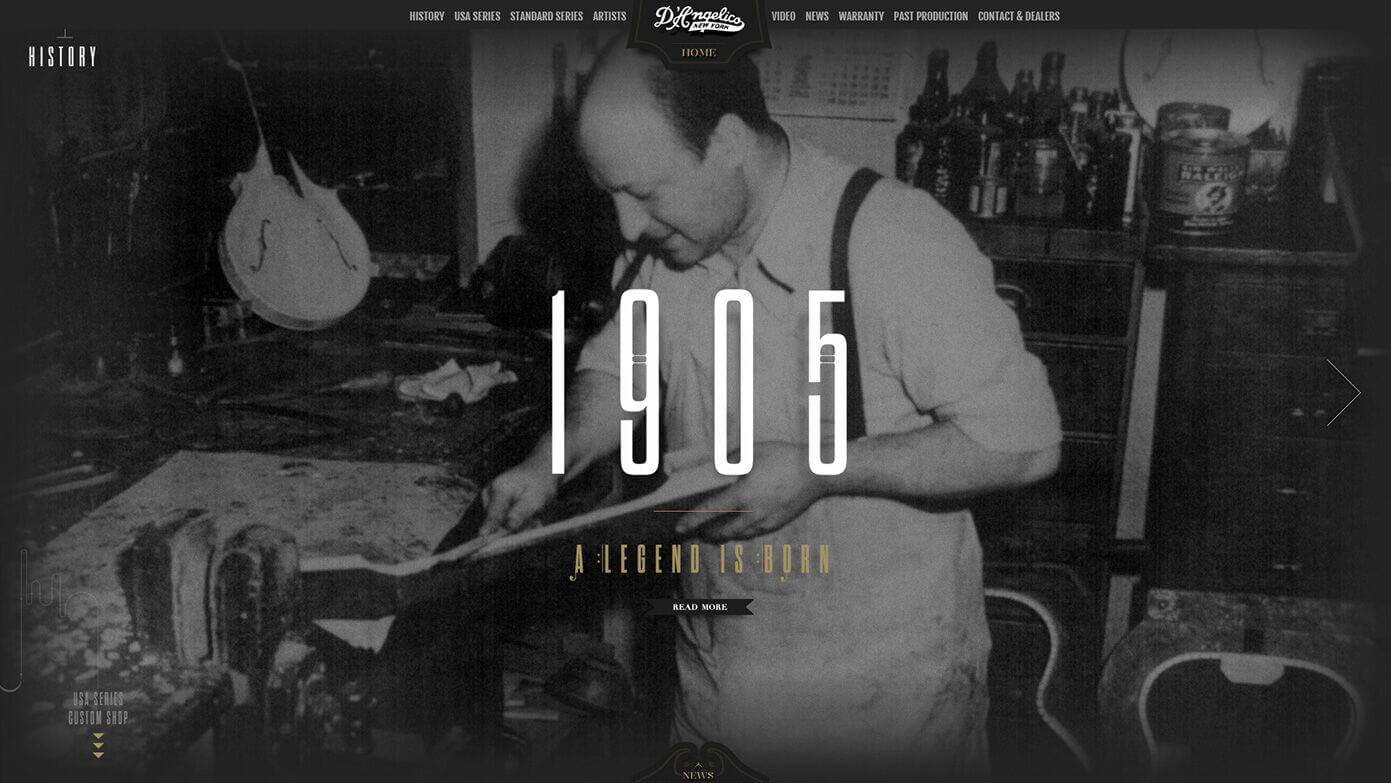 HISTORY USA SERIES STANDARD SERIES ARTISTS
D'Angelico
NEW YORK
HOME
VIDEO NEWS WARRANTY PAST PRODUCTION CONTACT & DEALERS
HISTORY
1905
A LEGEND IS BORN
READ MORE
USA SERIES
CUSTOM SHOP
NEWS